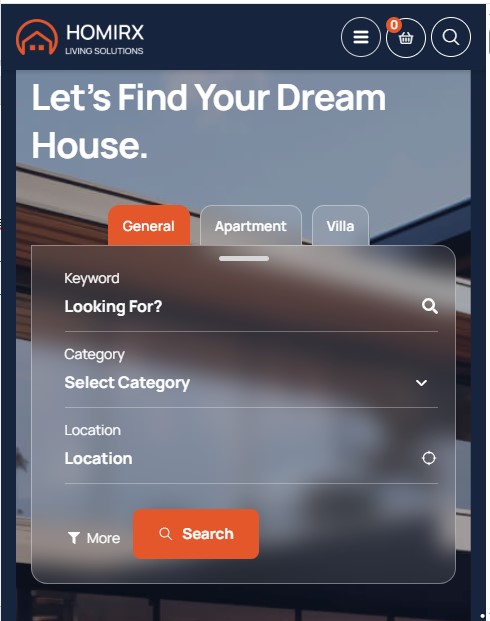 HOMIRX
LIVING SOLUTIONS
0
Let's Find Your Dream
House.
General Apartment Villa
Keyword
Looking For?
Category
Select Category
Location
Location
More Search